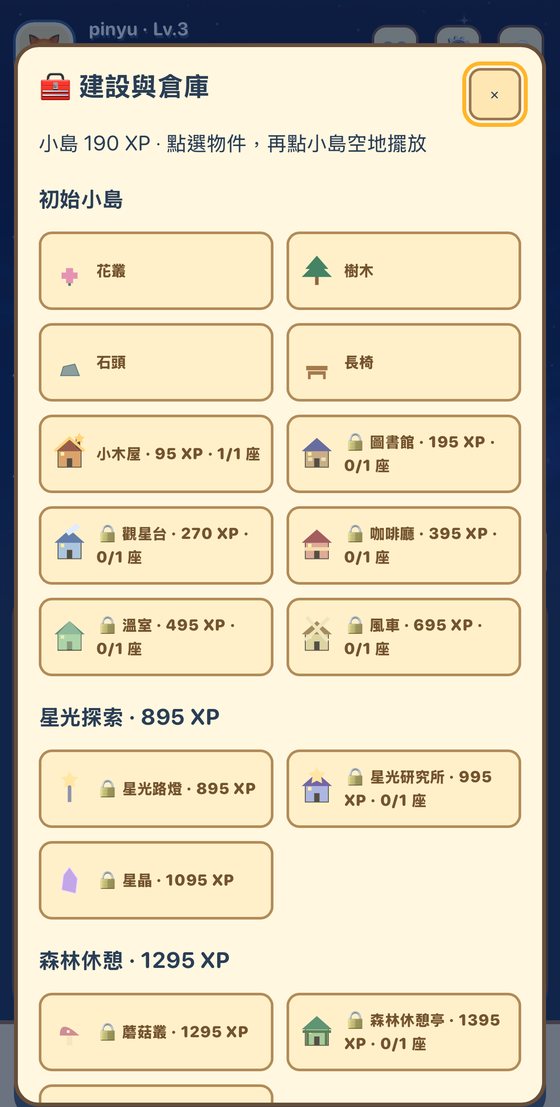 pinyu · Lv.3
建設與倉庫
×
小島 190 XP · 點選物件，再點小島空地擺放
初始小島
花叢
樹木
石頭
長椅
小木屋 · 95 XP · 1/1 座
圖書館 · 195 XP ·
0/1 座
觀星台 · 270 XP ·
0/1 座
咖啡廳 · 395 XP ·
0/1 座
溫室 · 495 XP ·
0/1 座
風車 · 695 XP ·
0/1 座
星光探索 · 895 XP
星光路燈 · 895 XP
星光研究所 · 995
XP · 0/1 座
星晶 · 1095 XP
森林休憩 · 1295 XP
蘑菇叢 · 1295 XP
森林休憩亭 · 1395
XP · 0/1 座